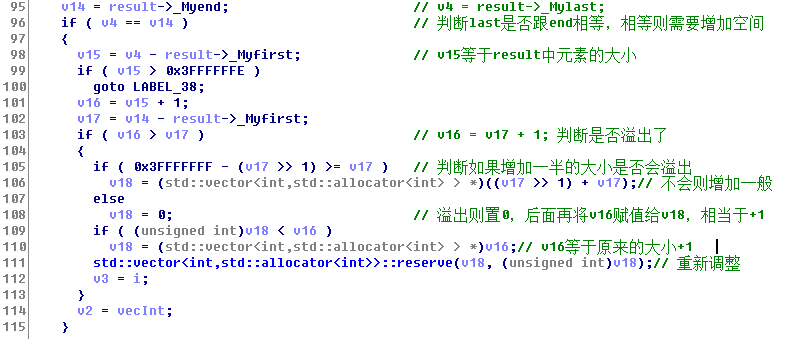 95 v14 = result->_Myend; // v4 = result->_Mylast;
96 if ( v4 == v14 ) // 判断last是否跟end相等，相等则需要增加空间
97 {
98 v15 = v4 - result->_Myfirst; // v15等于result中元素的大小
99 if ( v15 > 0x3FFFFFFE )
100 goto LABEL_38;
101 v16 = v15 + 1;
102 v17 = v14 - result->_Myfirst;
103 if ( v16 > v17 ) // v16 = v17 + 1; 判断是否溢出了
104 {
105 if ( 0x3FFFFFFF - (v17 >> 1) >= v17 ) // 判断如果增加一半的大小是否会溢出
106 v18 = (std::vector<int,std::allocator<int> > *)((v17 >> 1) + v17);// 不会则增加一般
107 else
108 v18 = 0; // 溢出则置0，后面再将v16赋值给v18，相当于+1
109 if ( (unsigned int)v18 < v16 )
110 v18 = (std::vector<int,std::allocator<int> > *)v16;// v16等于原来的大小+1
111 std::vector<int,std::allocator<int>>::reserve(v18, (unsigned int)v18);// 重新调整
112 v3 = i;
113 }
114 v2 = vecInt;
115 }